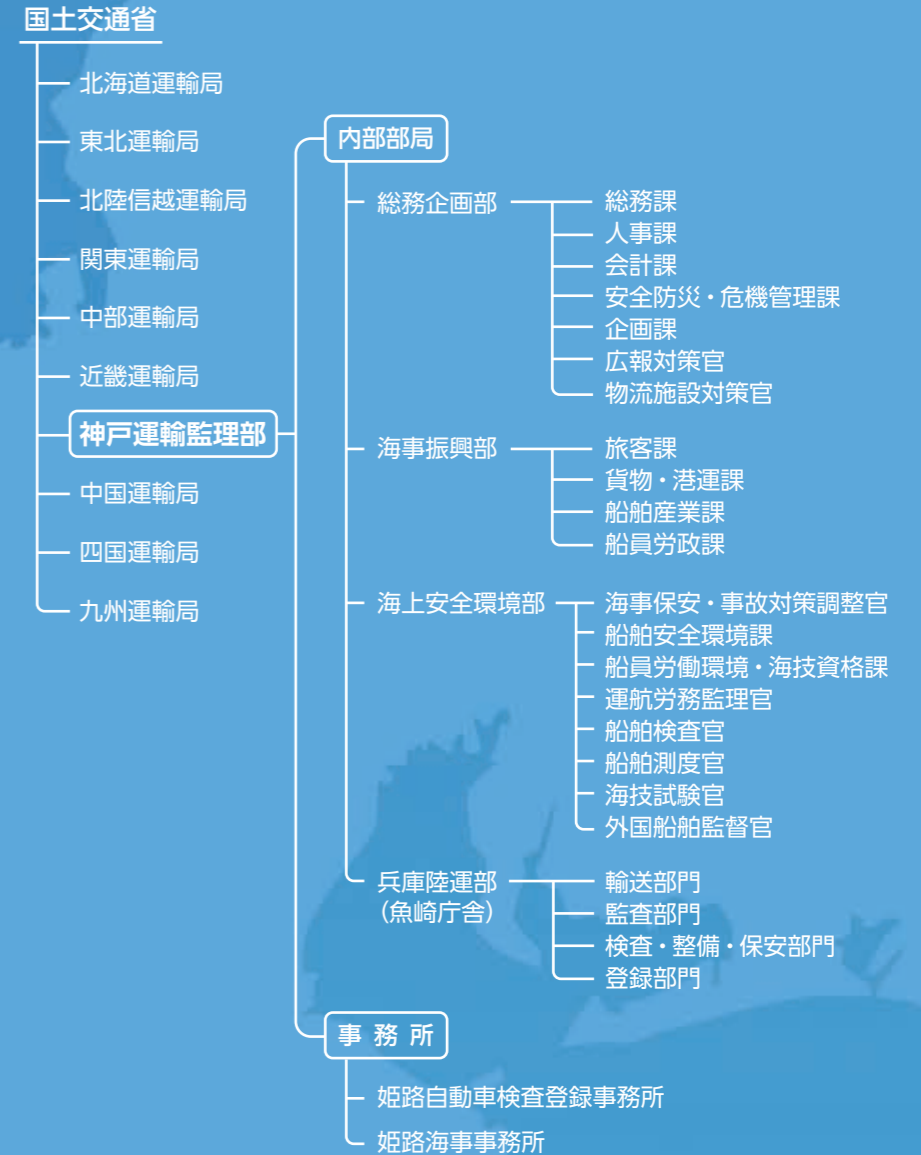 国土交通省
北海道運輸局
東北運輸局
北陸信越運輸局
関東運輸局
中部運輸局
近畿運輸局
神戸運輸監理部
中国運輸局
四国運輸局
九州運輸局
内部部局
総務企画部
総務課
人事課
会計課
安全防災・危機管理課
企画課
広報対策官
物流施設対策官
海事振興部
旅客課
貨物・港運課
船舶産業課
船員労政課
海上安全環境部
海事保安・事故対策調整官
船舶安全環境課
船員労働環境・海技資格課
運航労務監理官
船舶検査官
船舶測度官
海技試験官
外国船舶監督官
兵庫陸運部
(魚崎庁舎)
輸送部門
監査部門
検査・整備・保安部門
登録部門
事務所
姫路自動車検査登録事務所
姫路海事事務所